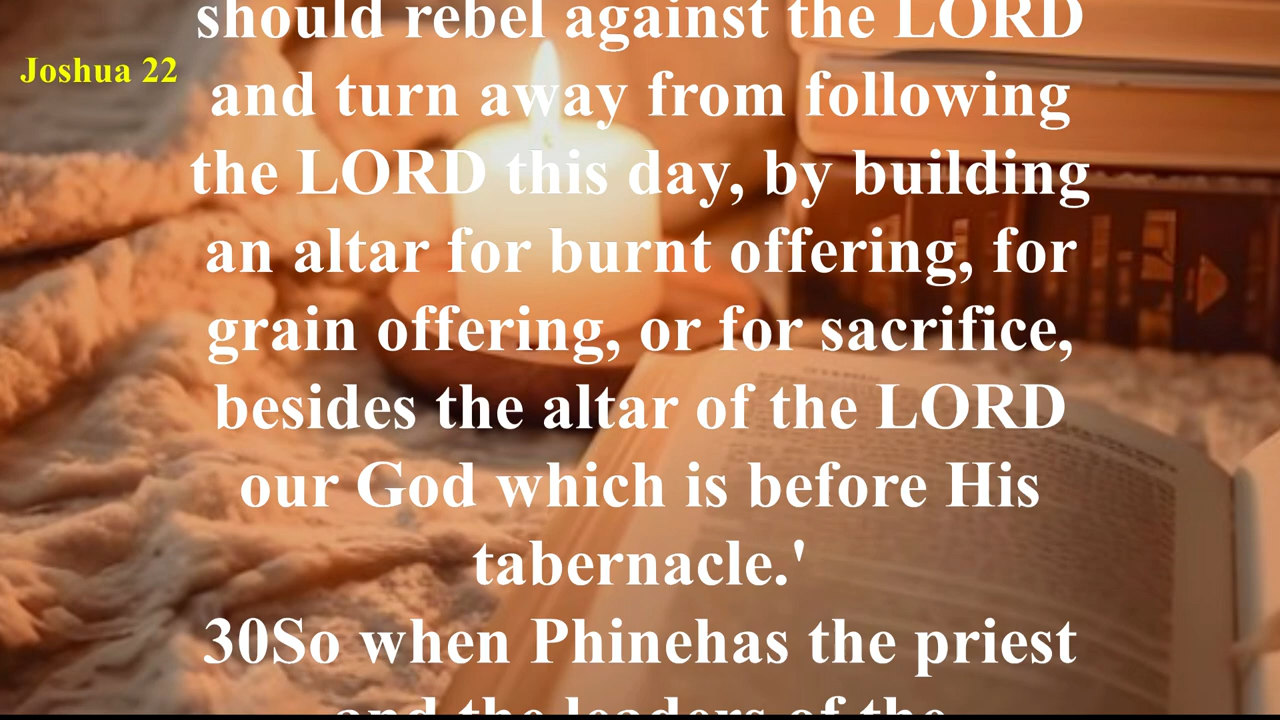 should rebel against the LORD
Joshua 22
and turn away from following
the LORD this day, by building
an altar for burnt offering, for
grain offering, or for sacrifice,
besides the altar of the LORD
our God which is before His
tabernacle.'
30So when Phinehas the priest
and the leaders of the